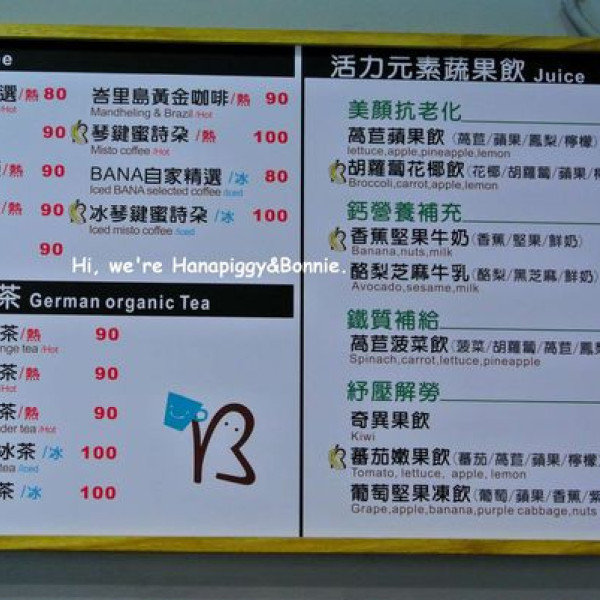 選/熱 80
/Hot
90
/熱 90
/熱 90
90
峇里島黃金咖啡/熱 90
Mandheling & Brazil /Hot
琴鍵蜜詩朶 /熱 100
Misto coffee /Hot
BANA自家精選 /冰 80
Iced BANA selected coffee /Iced
冰琴鍵蜜詩朶 /冰 100
Iced misto coffee /Iced
Hi, we're Hanapiggy&Bonnie.
茶 German organic Tea
茶/熱 90
nge tea /Hot
茶/熱 90
/Hot
茶/熱 90
der tea /Hot
冰茶/冰 100
tea /Iced
茶 /冰 100
活力元素蔬果飲 Juice
美顏抗老化
萵苣蘋果飲 (萵苣/蘋果/鳳梨/檸檬)
lettuce,apple,pineapple,lemon
胡蘿蔔花椰飲 (花椰/胡蘿蔔/蘋果/檸
Broccoli,carrot,apple,lemon
鈣營養補充
香蕉堅果牛奶 (香蕉/堅果/鮮奶)
Banana,nuts,milk
酪梨芝麻牛乳 (酪梨/黑芝麻/鮮奶)
Avocado,sesame,milk
鐵質補給
萵苣菠菜飲 (菠菜/胡蘿蔔/萵苣/鳳
Spinach,carrot,lettuce,pineapple
紓壓解勞
奇異果飲
Kiwi
蕃茄嫩果飲 (蕃茄/萵苣/蘋果/檸檬)
Tomato, lettuce, apple, lemon
葡萄堅果凍飲 (葡萄/蘋果/香蕉/紫
Grape,apple,banana,purple cabbage,nuts